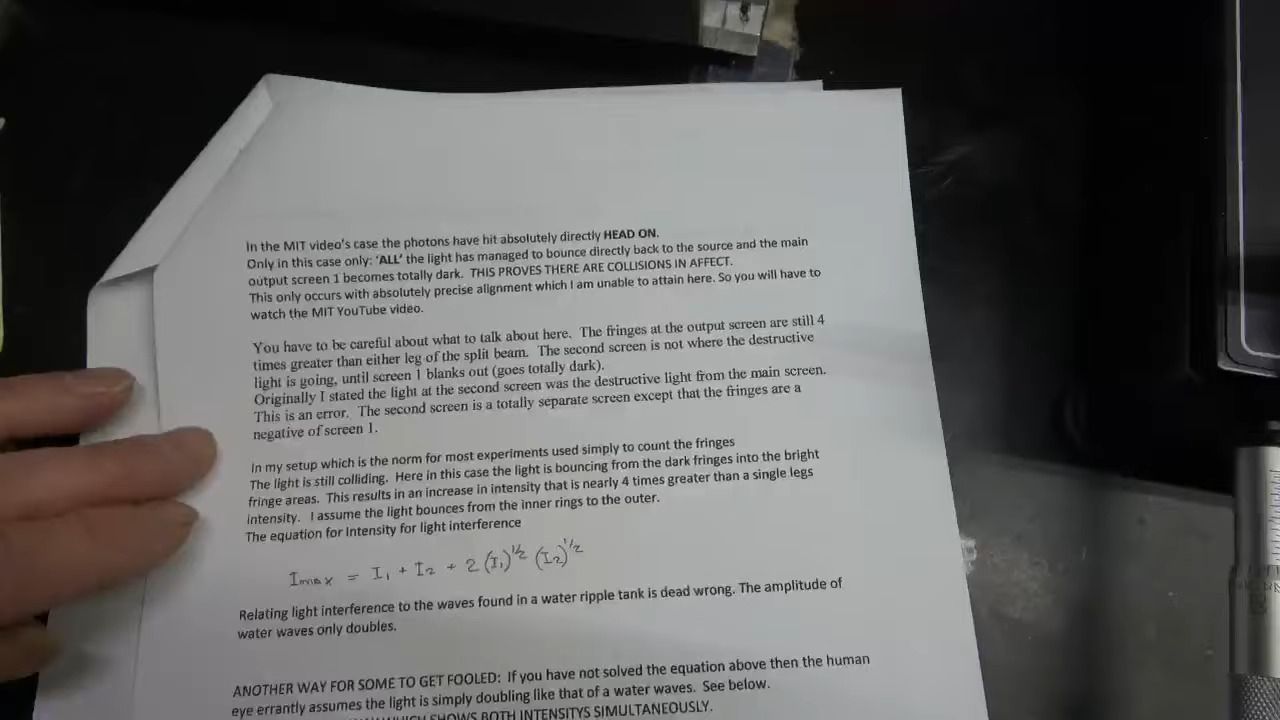 In the MIT video's case the photons have hit absolutely directly HEAD ON.
Only in this case only: 'ALL' the light has managed to bounce directly back to the source and the main
output screen 1 becomes totally dark. THIS PROVES THERE ARE COLLISIONS IN AFFECT.
This only occurs with absolutely precise alignment which I am unable to attain here. So you will have to
watch the MIT YouTube video.
You have to be careful about what to talk about here. The fringes at the output screen are still 4
times greater than either leg of the split beam. The second screen is not where the destructive
light is going, until screen 1 blanks out (goes totally dark).
Originally I stated the light at the second screen was the destructive light from the main screen.
This is an error. The second screen is a totally separate screen except that the fringes are a
negative of screen 1.
In my setup which is the norm for most experiments used simply to count the fringes
The light is still colliding. Here in this case the light is bouncing from the dark fringes into the bright
fringe areas. This results in an increase in intensity that is nearly 4 times greater than a single legs
intensity. I assume the light bounces from the inner rings to the outer.
The equation for Intensity for light interference
Imax = I₁ + I₂ + 2 (I₁)^1/2 (I₂)^1/2
Relating light interference to the waves found in a water ripple tank is dead wrong. The amplitude of
water waves only doubles.
ANOTHER WAY FOR SOME TO GET FOOLED: If you have not solved the equation above then the human
eye errantly assumes the light is simply doubling like that of a water waves. See below.
WHICH SHOWS BOTH INTENSITYS SIMULTANEOUSLY.